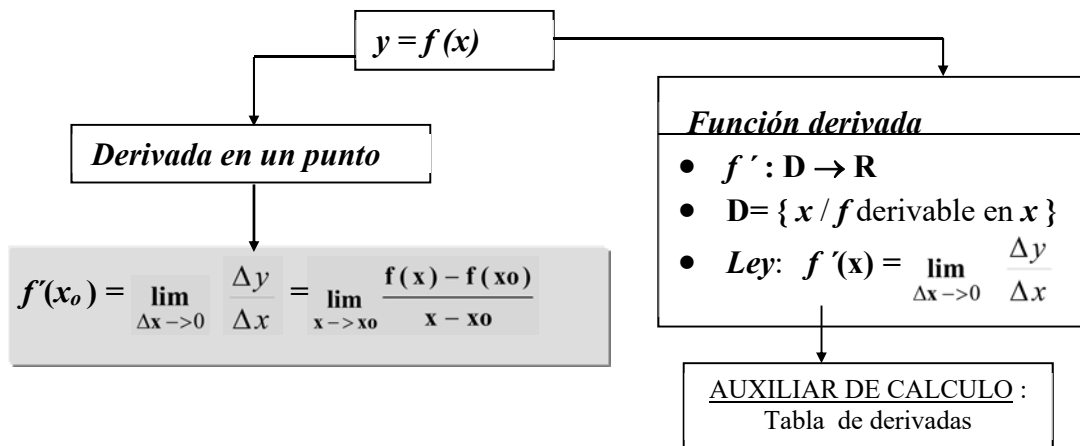 y = f (x)
Derivada en un punto
f′(xₒ) = lim Δx −>0 Δy/Δx = lim x −> xo f(x) − f(xo)/x − xo
Función derivada
• f ′ : D → R
• D= { x / f derivable en x }
• Ley: f ′(x) = lim Δx −>0 Δy/Δx
AUXILIAR DE CALCULO :
Tabla de derivadas